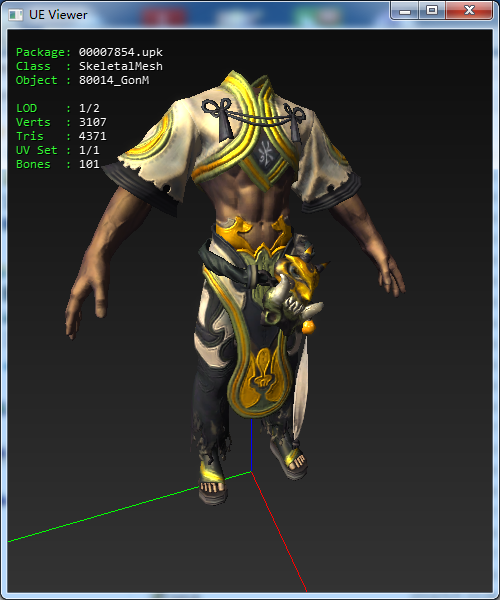 UE Viewer
Package: 00007854.upk
Class : SkeletalMesh
Object : 80014_GonM
LOD : 1/2
Verts : 3107
Tris : 4371
UV Set : 1/1
Bones : 101